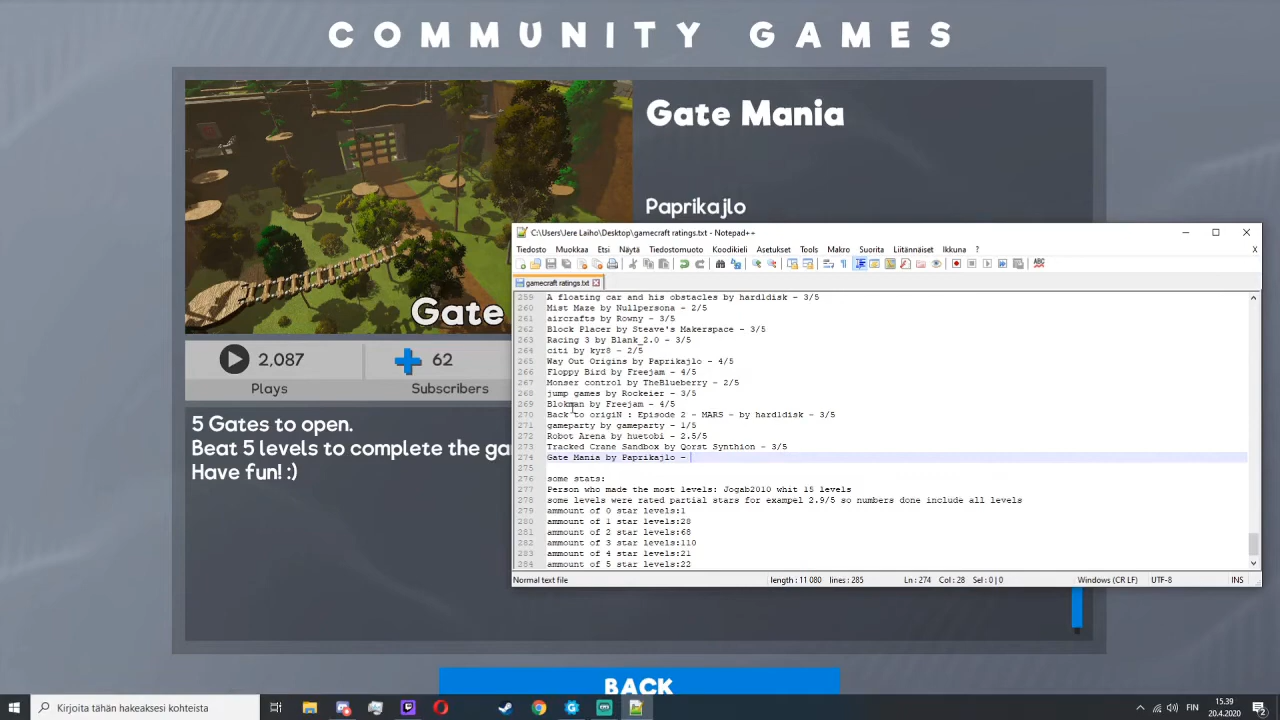 COMMUNITY GAMES
Gate Mania
Paprikajlo
Gate
2,087
Plays
62
Subscribers
5 Gates to open.
Beat 5 levels to complete the ga
Have fun! :)
C:\Users\Jere Laiho\Desktop\gamecraft ratings.txt - Notepad++
Tiedosto Muokkaa Etsi Näytä Tiedostomuoto Koodikieli Asetukset Tools Makro Suorita Liitännäiset Ikkuna ? X
gamecraft ratings.txt
259 A floating car and his obstacles by hardldisk - 3/5
260 Mist Maze by Nullpersona - 2/5
261 aircrafts by Rowny - 3/5
262 Block Placer by Steave's Makerspace - 3/5
263 Racing 3 by Blank_2.0 - 3/5
264 citi by kyr8 - 2/5
265 Way Out Origins by Paprikajlo - 4/5
266 Floppy Bird by Freejam - 4/5
267 Monser control by TheBlueberry - 2/5
268 jump games by Rockeier - 3/5
269 Blokman by Freejam - 4/5
270 Back to origiN : Episode 2 - MARS - by hardldisk - 3/5
271 gameparty by gameparty - 1/5
272 Robot Arena by huetobi - 2.5/5
273 Tracked Crane Sandbox by Qorst Synthion - 3/5
274 Gate Mania by Paprikajlo -
275
276 some stats:
277 Person who made the most levels: Jogab2010 whit 15 levels
278 some levels were rated partial stars for exampel 2.9/5 so numbers done include all levels
279 ammount of 0 star levels:1
280 ammount of 1 star levels:28
281 ammount of 2 star levels:68
282 ammount of 3 star levels:110
283 ammount of 4 star levels:21
284 ammount of 5 star levels:22
Normal text file length : 11 080 lines : 285 Ln : 274 Col : 28 Sel : 0 | 0 Windows (CR LF) UTF-8 INS
BACK
Kirjoita tähän hakeaksesi kohteista
FIN
15.39
20.4.2020
2